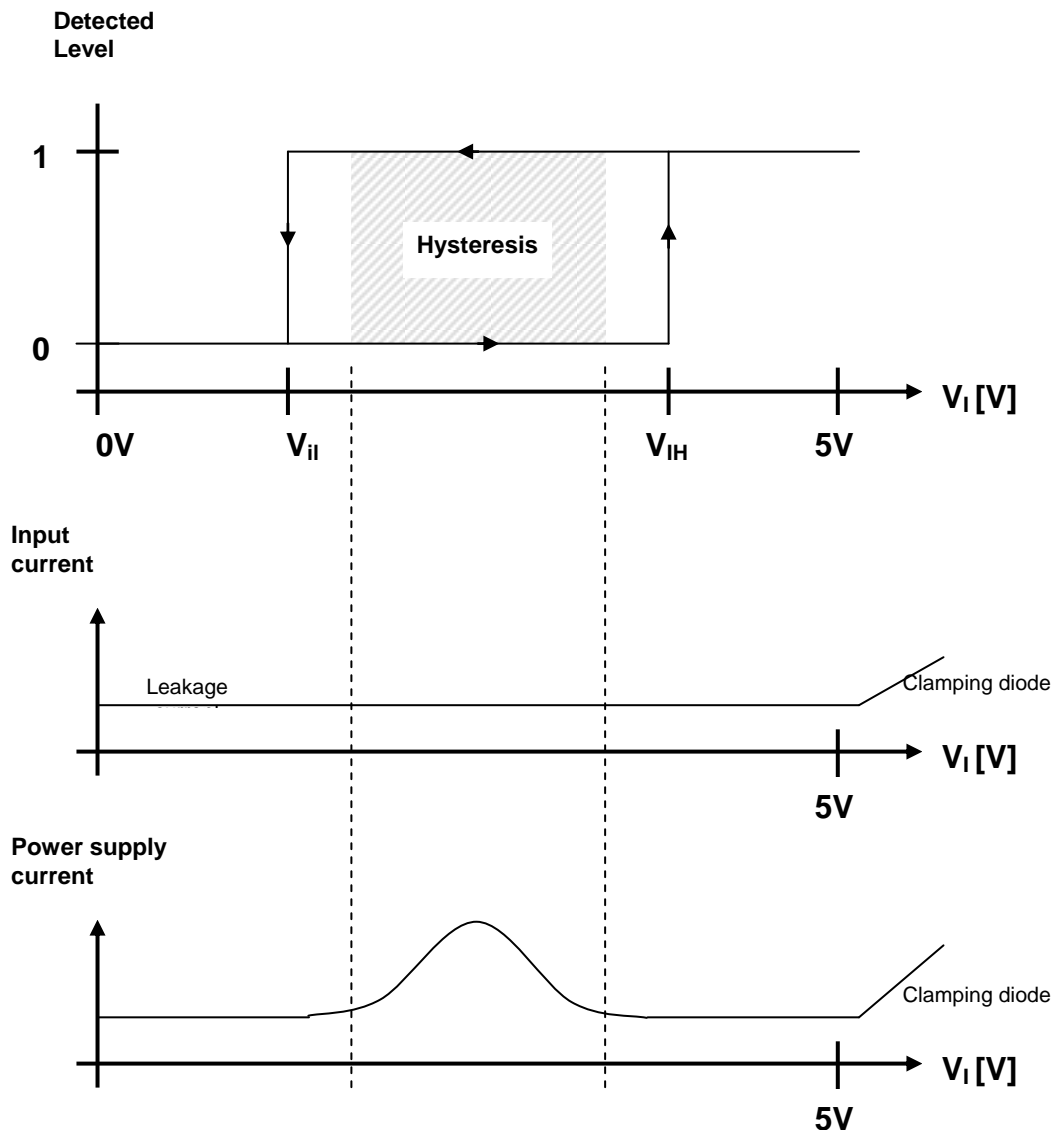 Detected
Level
1
Hysteresis
0
V_I [V]
0V
V_il
V_IH
5V
Input
current
Leakage
Clamping diode
V_I [V]
5V
Power supply
current
Clamping diode
V_I [V]
5V